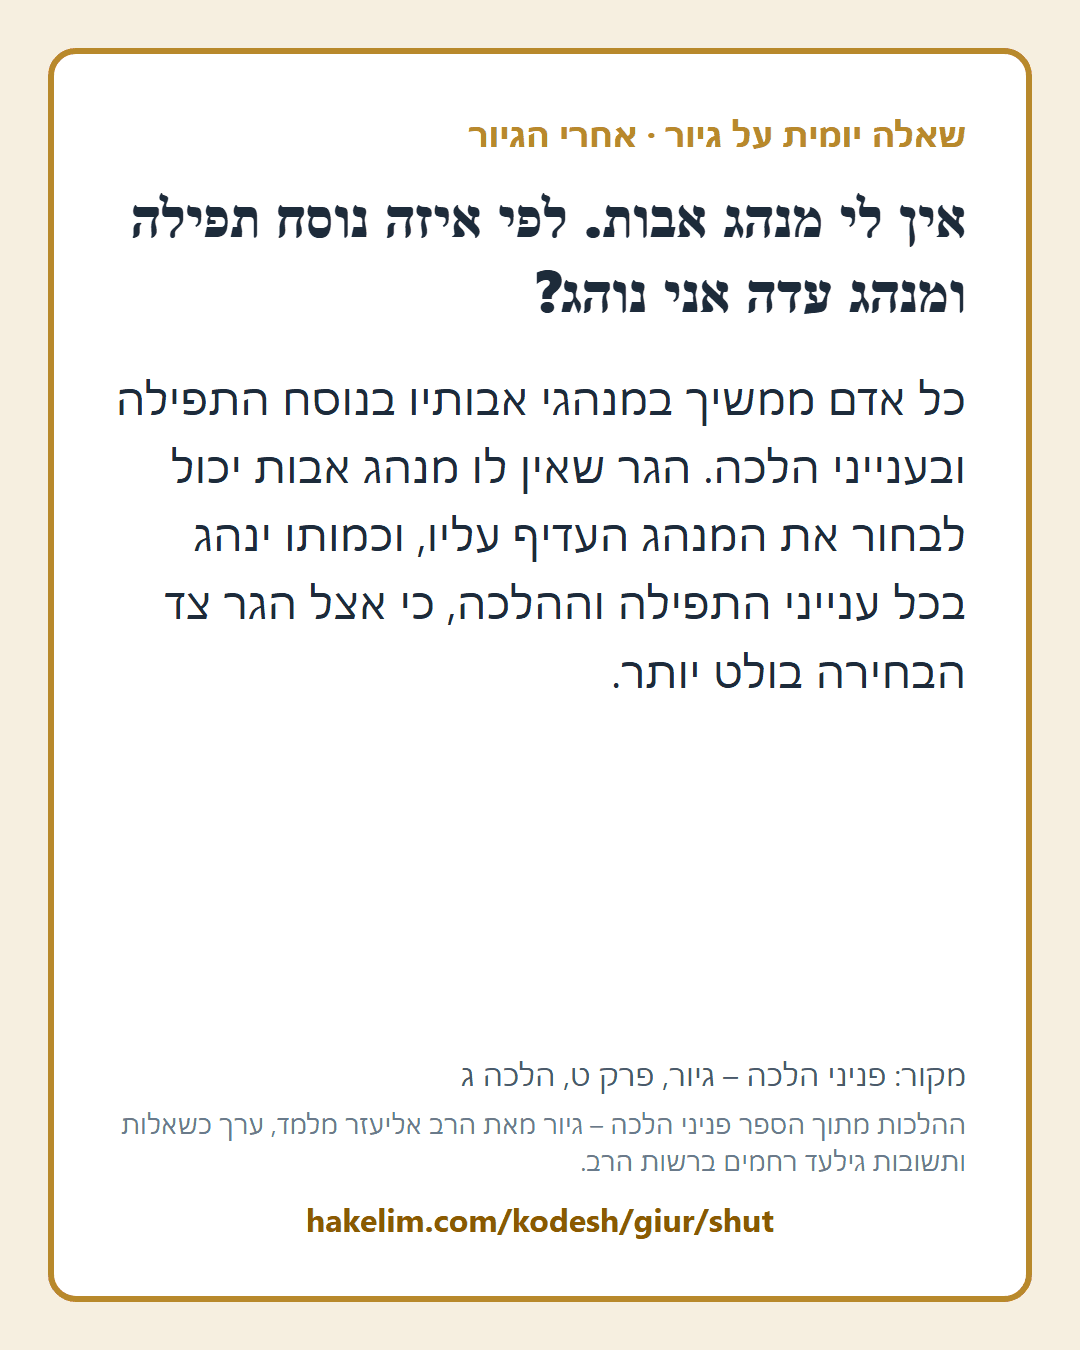 שאלה יומית על גיור · אחרי הגיור
אין לי מנהג אבות. לפי איזה נוסח תפילה
ומנהג עדה אני נוהג?
כל אדם ממשיך במנהגי אבותיו בנוסח התפילה
ובענייני הלכה. הגר שאין לו מנהג אבות יכול
לבחור את המנהג העדיף עליו, וכמותו ינהג
בכל ענייני התפילה וההלכה, כי אצל הגר צד
הבחירה בולט יותר.
מקור: פניני הלכה – גיור, פרק ט, הלכה ג
ההלכות מתוך הספר פניני הלכה – גיור מאת הרב אליעזר מלמד, ערך כשאלות
ותשובות גילעד רחמים ברשות הרב.
hakelim.com/kodesh/giur/shut